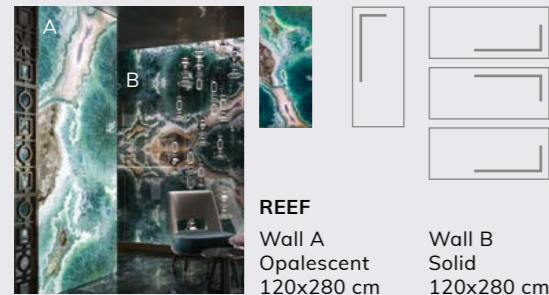 A
B
REEF
Wall A
Opalescent
120x280 cm
Wall B
Solid
120x280 cm